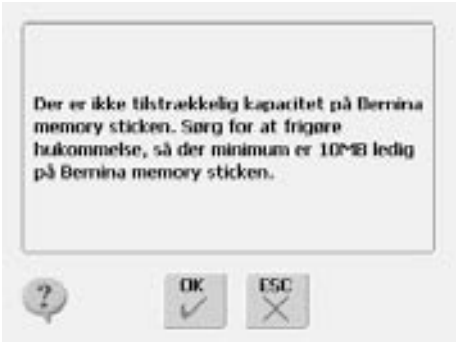 Der er ikke tilstrækkelig kapacitet på Bernina
memory sticken. Sørg for at frigøre
hukommelse, så der minimum er 10MB ledig
på Bernina memory sticken.
?
OK
ESC